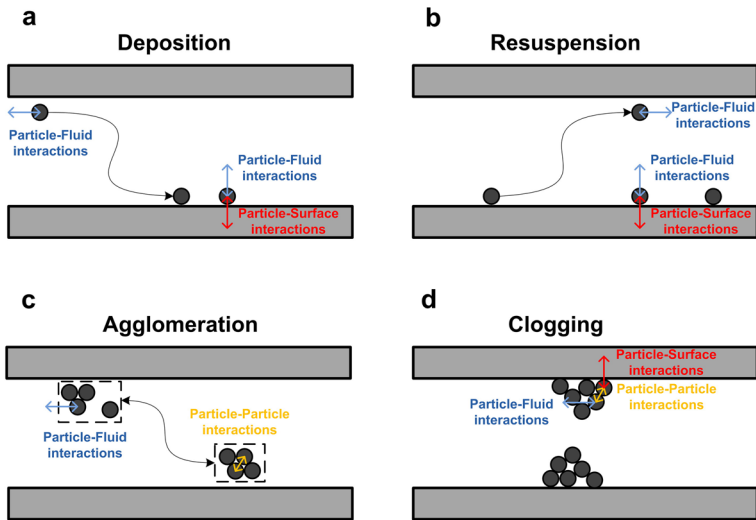 a
Deposition
Particle-Fluid
interactions
Particle-Fluid
interactions
Particle-Surface
interactions
b
Resuspension
Particle-Fluid
interactions
Particle-Fluid
interactions
Particle-Surface
interactions
c
Agglomeration
Particle-Fluid
interactions
Particle-Particle
interactions
d
Clogging
Particle-Surface
interactions
Particle-Particle
interactions
Particle-Fluid
interactions